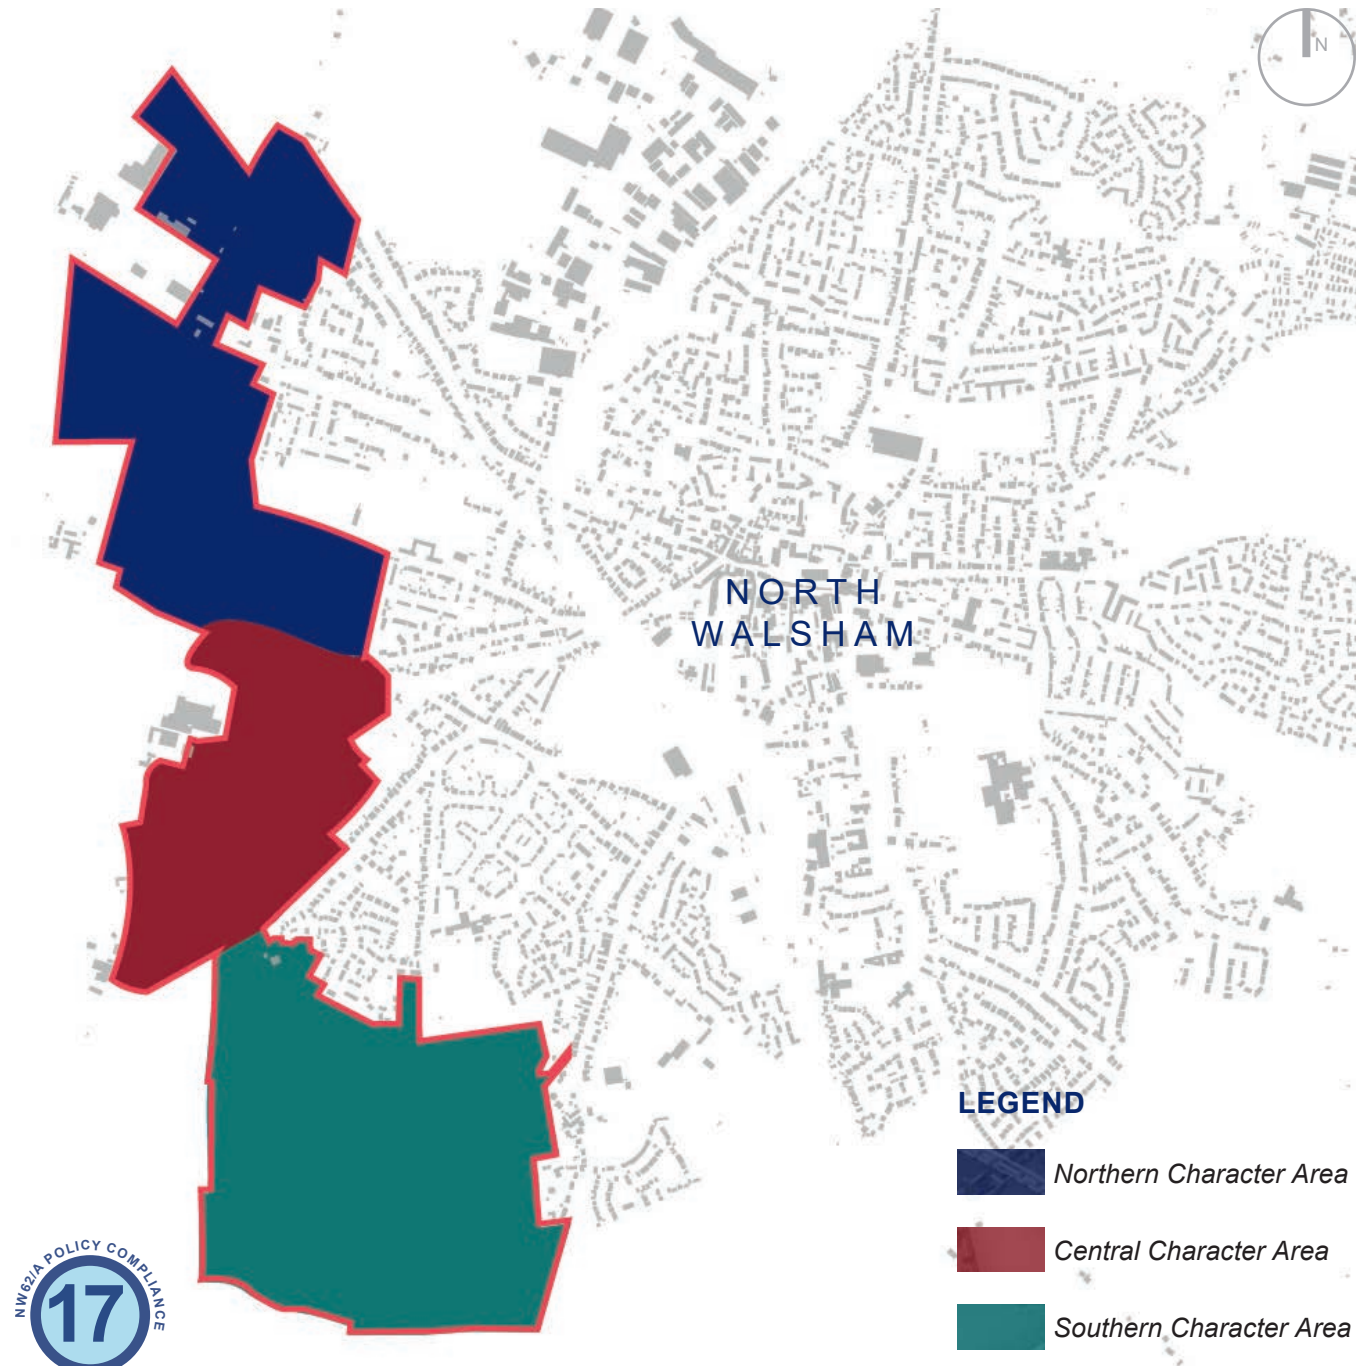 N
NORTH
WALSHAM
LEGEND
Northern Character Area
Central Character Area
Southern Character Area
NW62/A POLICY COMPLIANCE
17